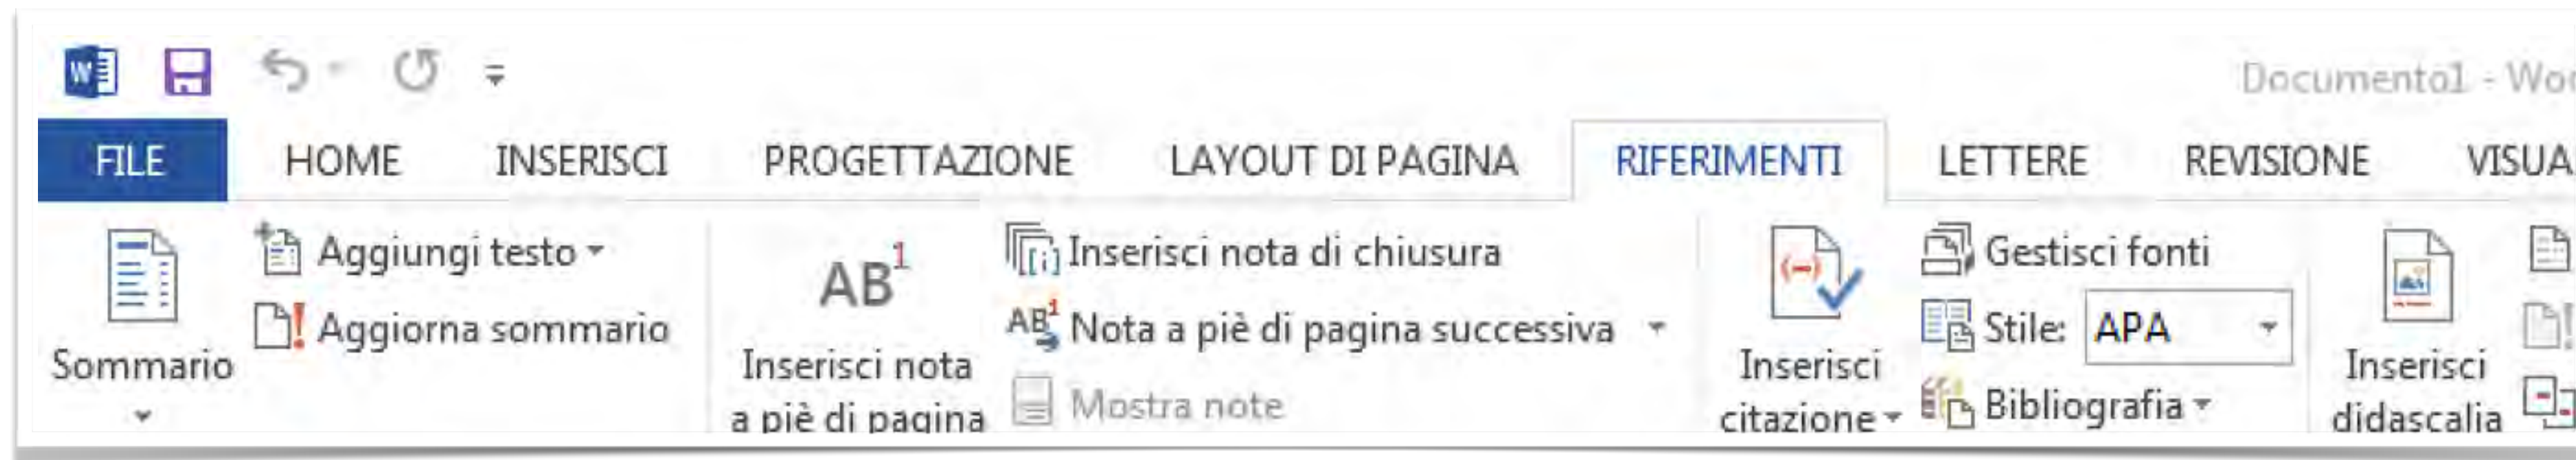 Documento1 -
FILE HOME INSERISCI PROGETTAZIONE LAYOUT DI PAGINA RIFERIMENTI LETTERE REVISIONE
Sommario
Aggiungi testo
Aggiorna sommario
AB1
Inserisci nota
a piè di pagina
Inserisci nota di chiusura
AB1 Nota a piè di pagina successiva
Mostra note
Inserisci
citazione
Gestisci fonti
Stile: APA
Bibliografia
Inserisci
didascalia